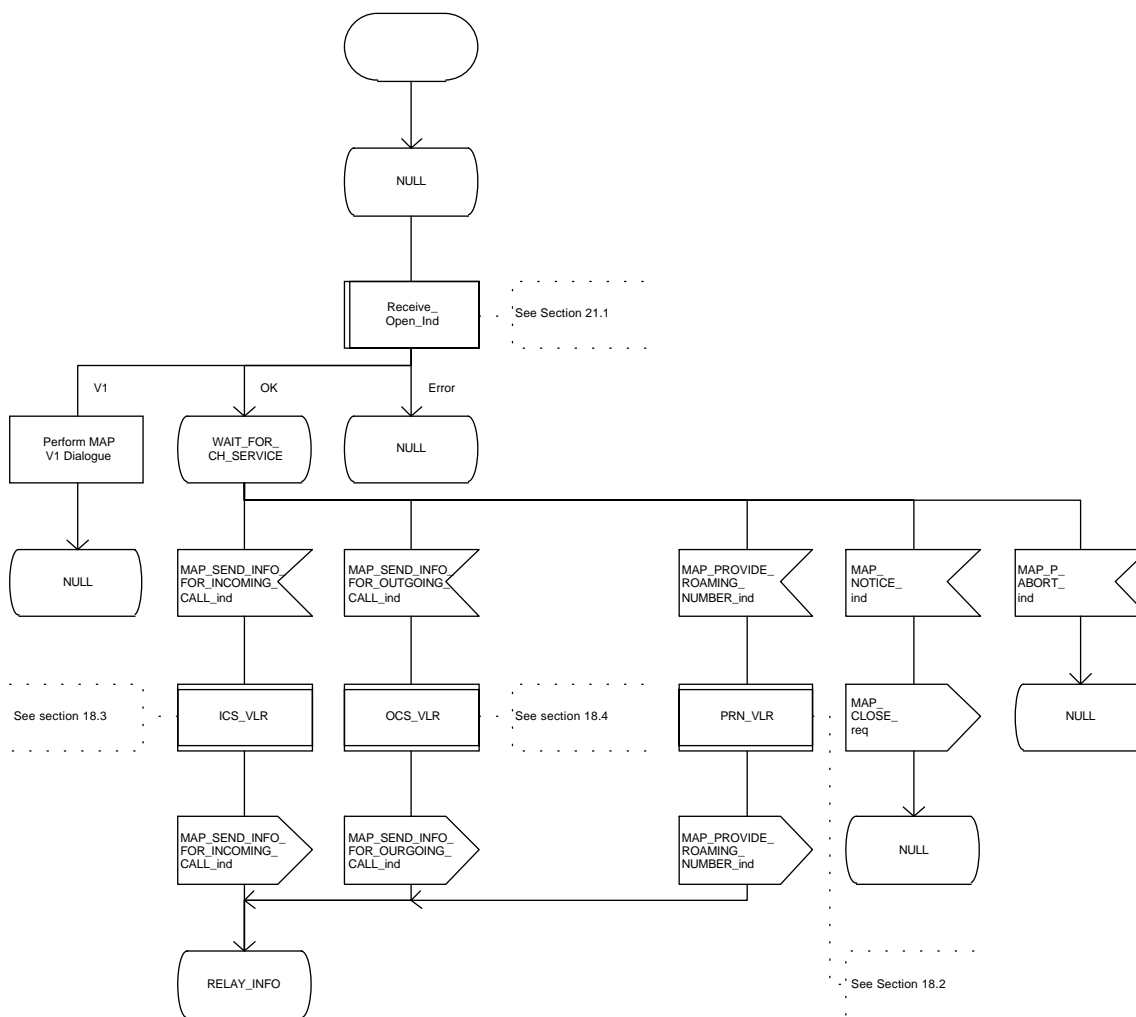 NULL
Receive_
Open_Ind
See Section 21.1
V1
OK
Error
Perform MAP
V1 Dialogue
WAIT_FOR_
CH_SERVICE
NULL
NULL
MAP_SEND_INFO_
FOR_INCOMING_
CALL_ind
MAP_SEND_INFO_
FOR_OUTGOING_
CALL_ind
MAP_PROVIDE_
ROAMING_
NUMBER_ind
MAP_
NOTICE_
ind
MAP_P_
ABORT_
ind
See section 18.3
ICS_VLR
OCS_VLR
See section 18.4
PRN_VLR
MAP_
CLOSE_
req
NULL
MAP_SEND_INFO_
FOR_INCOMING_
CALL_ind
MAP_SEND_INFO_
FOR_OURGOING_
CALL_ind
MAP_PROVIDE_
ROAMING_
NUMBER_ind
NULL
RELAY_INFO
See Section 18.2